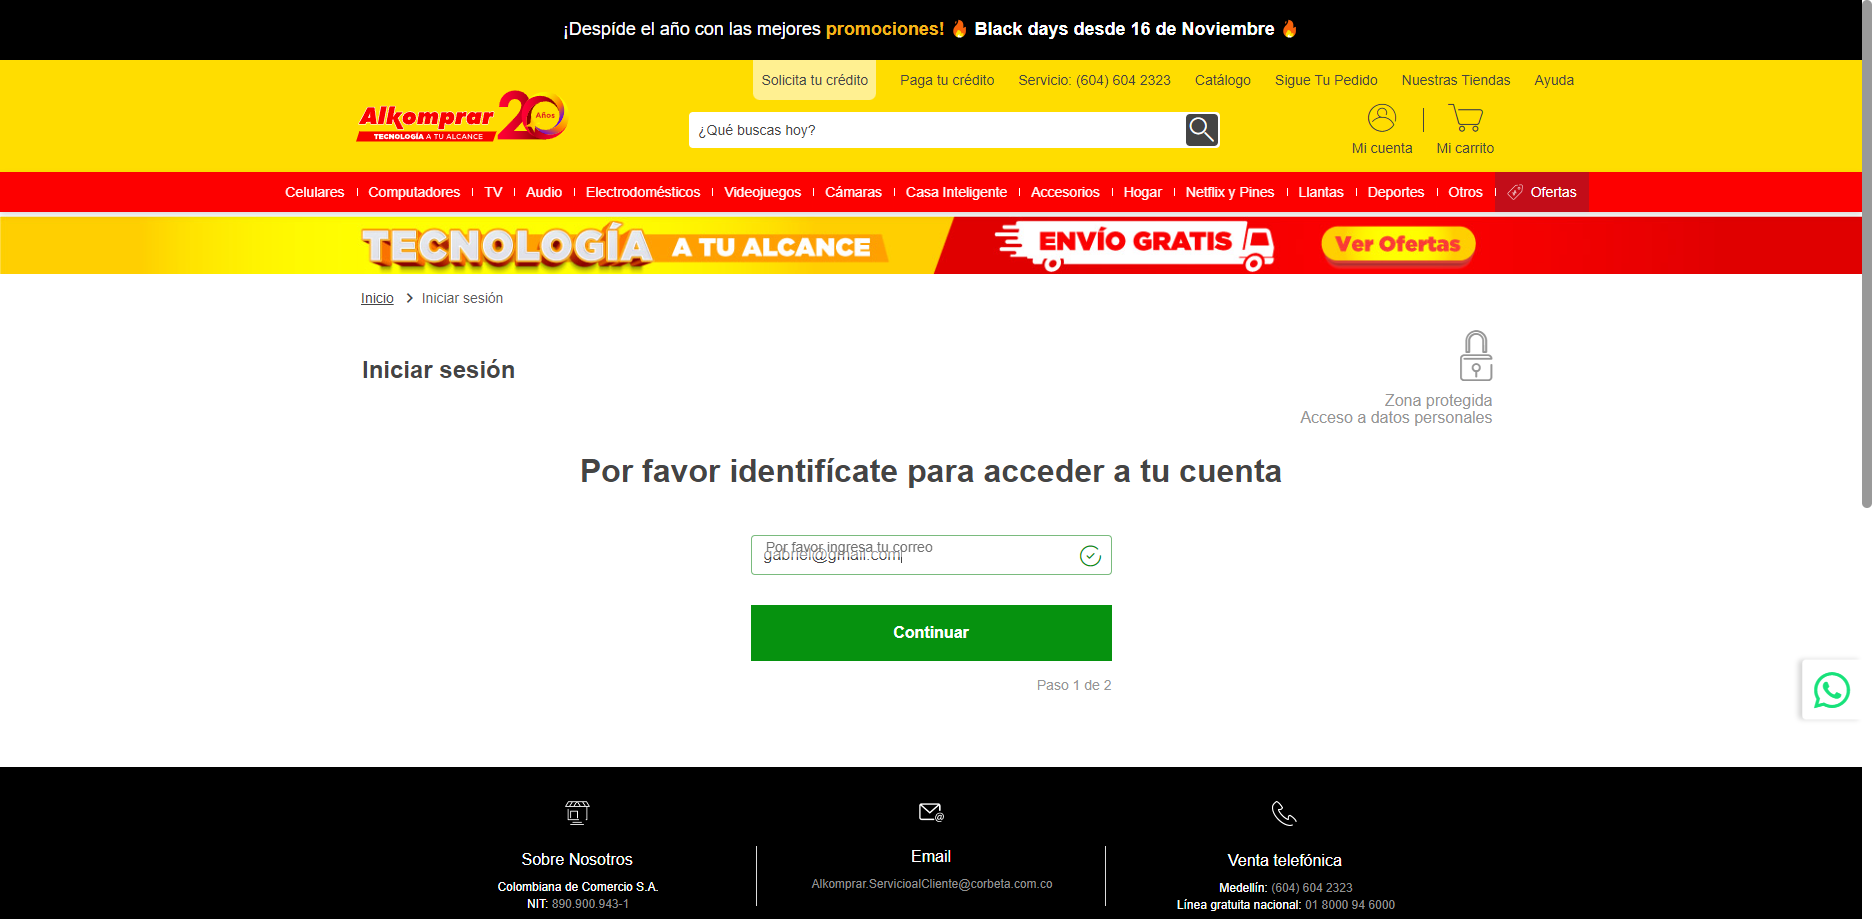 ¡Despíde el año con las mejores promociones! 🔥 Black days desde 16 de Noviembre 🔥
Solicita tu crédito
Paga tu crédito
Servicio: (604) 604 2323
Catálogo
Sigue Tu Pedido
Nuestras Tiendas
Ayuda
Alkomprar 20 Años
TECNOLOGÍA A TU ALCANCE
¿Qué buscas hoy?
Mi cuenta
Mi carrito
Celulares
Computadores
TV
Audio
Electrodomésticos
Videojuegos
Cámaras
Casa Inteligente
Accesorios
Hogar
Netflix y Pines
Llantas
Deportes
Otros
Ofertas
TECNOLOGÍA A TU ALCANCE
ENVÍO GRATIS
Ver Ofertas
Inicio > Iniciar sesión
Iniciar sesión
Zona protegida
Acceso a datos personales
Por favor identifícate para acceder a tu cuenta
Por favor ingresa tu correo
gabriel@gmail.com
Continuar
Paso 1 de 2
Sobre Nosotros
Colombiana de Comercio S.A.
NIT: 890.900.943-1
Email
Alkomprar.ServicioalCliente@corbeta.com.co
Venta telefónica
Medellín: (604) 604 2323
Línea gratuita nacional: 01 8000 94 6000